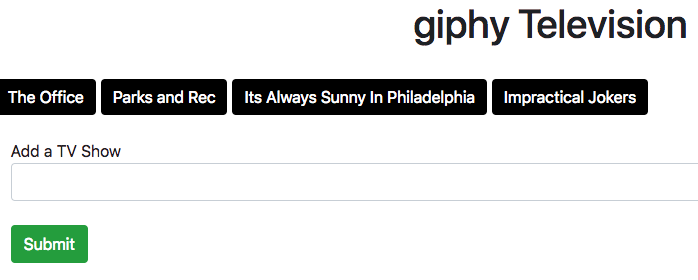 giphy Television
The Office Parks and Rec Its Always Sunny In Philadelphia Impractical Jokers
Add a TV Show
Submit